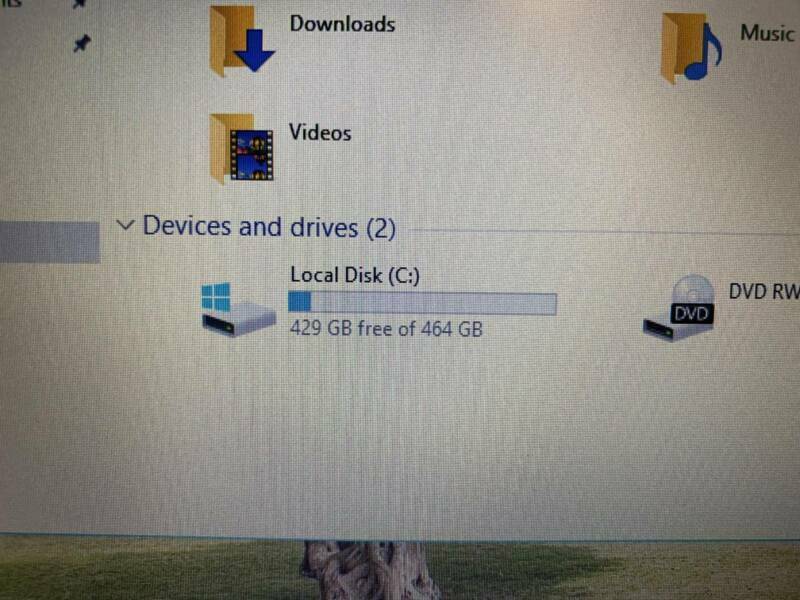 Downloads
Music
Videos
Devices and drives (2)
Local Disk (C:)
429 GB free of 464 GB
DVD RW
DVD